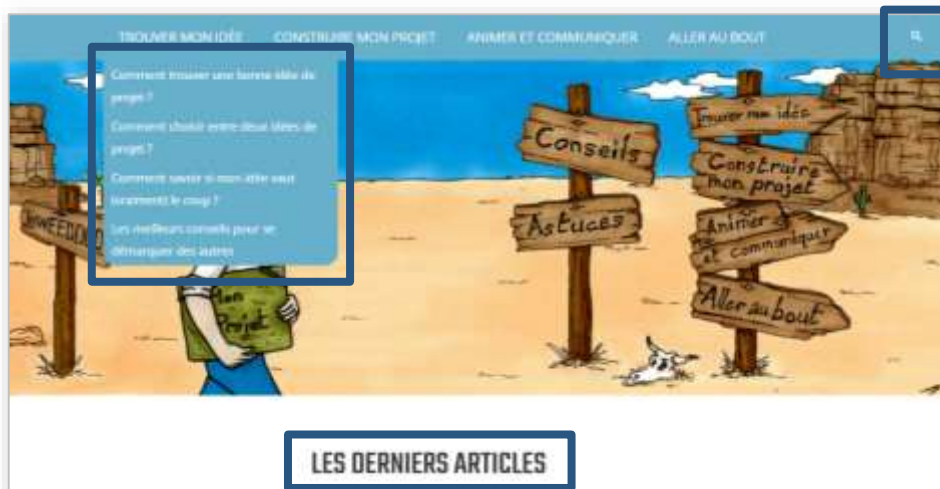 TROUVER MON IDÉE CONSTRUIRE MON PROJET ANIMER ET COMMUNIQUER ALLER AU BOUT
Comment trouver une bonne idée de
projet ?
Comment choisir entre deux idées de
projet ?
Comment savoir si mon idée vaut
(vraiment) le coup ?
Les meilleurs conseils pour se
démarquer des autres
Mon
Projet
Conseils
Astuces
Trouver mon idée
Construire
mon projet
Animer
et communiquer
Aller au bout
LES DERNIERS ARTICLES